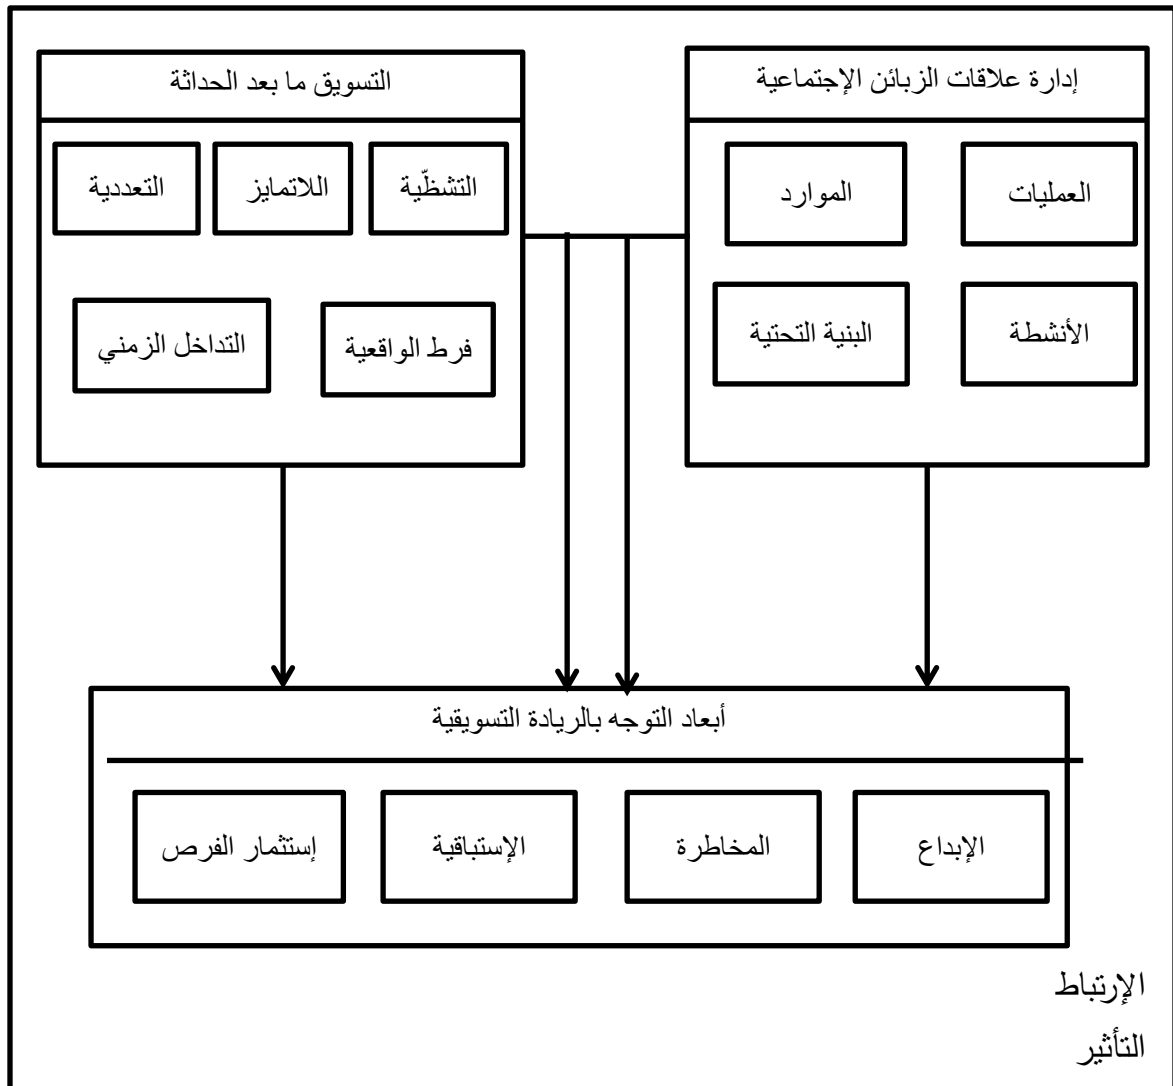 إدارة علاقات الزبائن الإجتماعية
العمليات
الموارد
الأنشطة
البنية التحتية
التسويق ما بعد الحداثة
التشظّية
اللاتمايز
التعددية
فرط الواقعية
التداخل الزمني
أبعاد التوجه بالريادة التسويقية
الإبداع
المخاطرة
الإستباقية
إستثمار الفرص
الإرتباط
التأثير